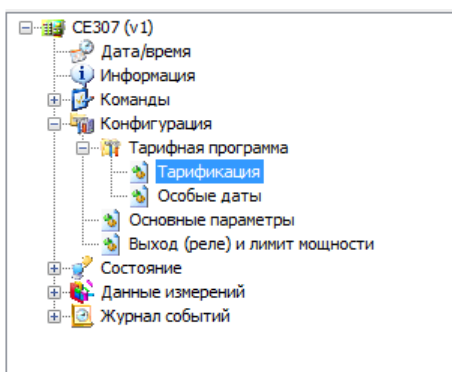 CE307 (v1)
Дата/время
Информация
Команды
Конфигурация
Тарифная программа
Тарификация
Особые даты
Основные параметры
Выход (реле) и лимит мощности
Состояние
Данные измерений
Журнал событий